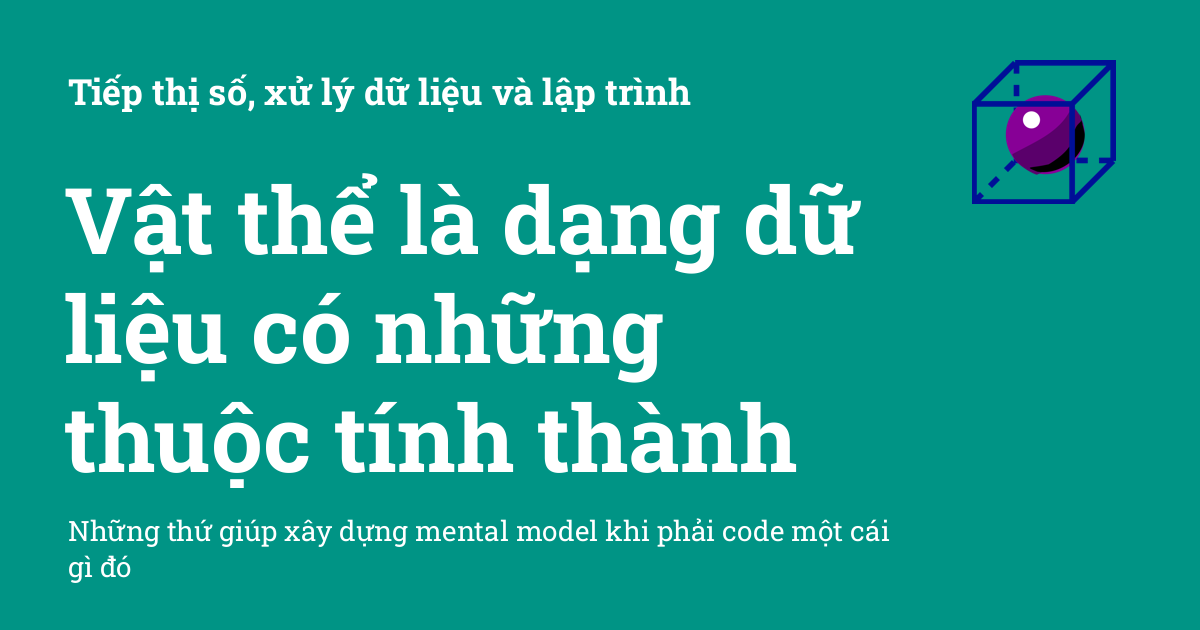 Tiếp thị số, xử lý dữ liệu và lập trình
Vật thể là dạng dữ
liệu có những
thuộc tính thành
Những thứ giúp xây dựng mental model khi phải code một cái
gì đó